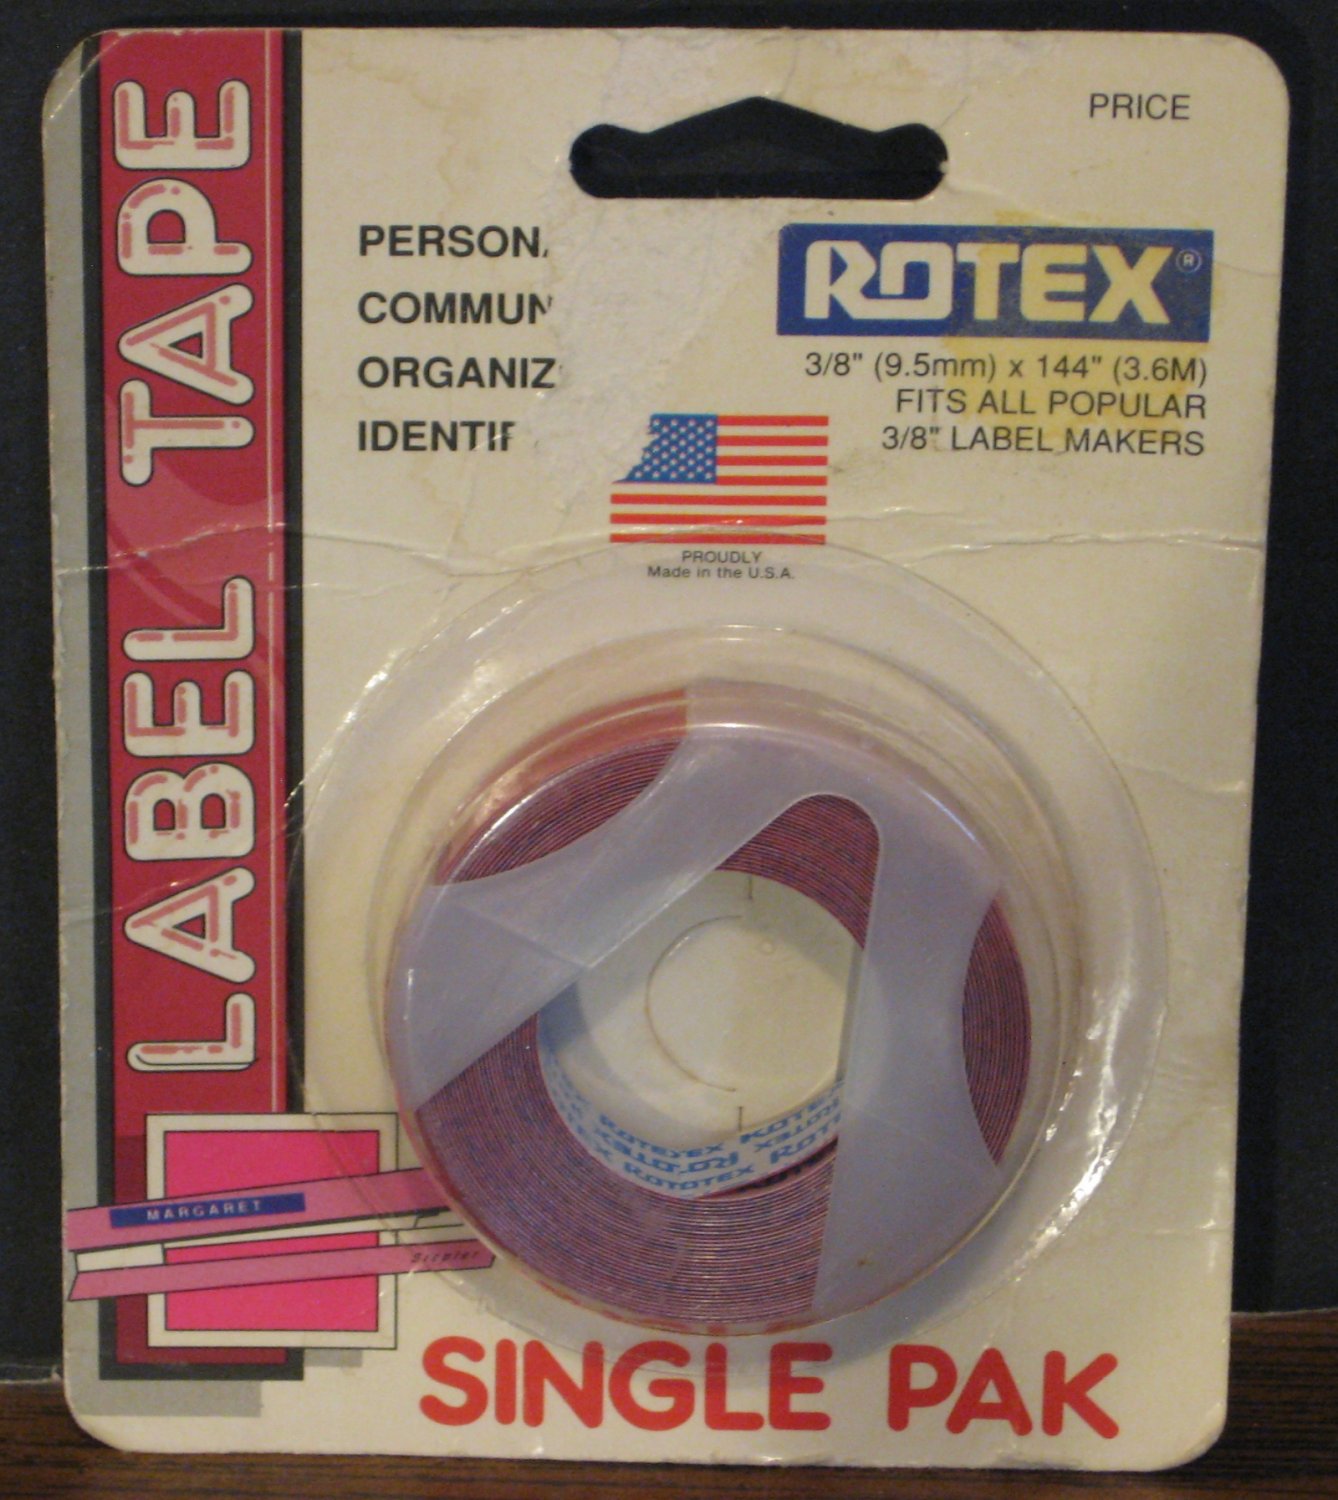 LABEL TAPE
PRICE
PERSON
COMMUN
ORGANIZ
IDENTIF
ROTEX®
3/8" (9.5mm) x 144" (3.6M)
FITS ALL POPULAR
3/8" LABEL MAKERS
PROUDLY
Made in the U.S.A.
MARGARET
SINGLE PAK